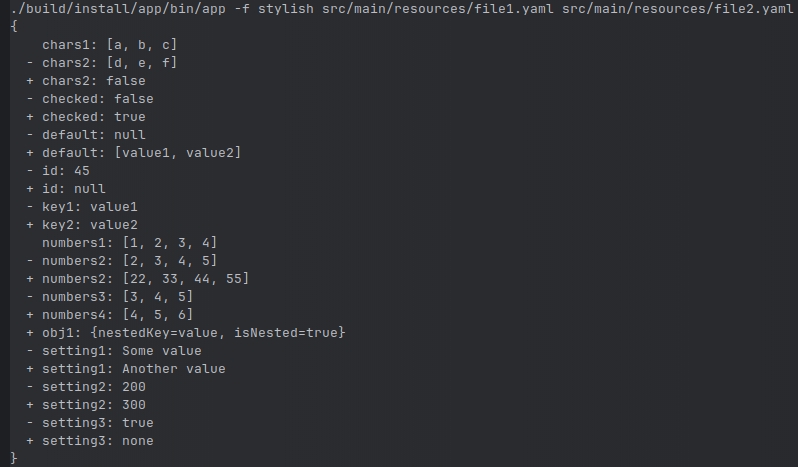 ./build/install/app/bin/app -f stylish src/main/resources/file1.yaml src/main/resources/file2.yaml
{
    chars1: [a, b, c]
  - chars2: [d, e, f]
  + chars2: false
  - checked: false
  + checked: true
  - default: null
  + default: [value1, value2]
  - id: 45
  + id: null
  - key1: value1
  + key2: value2
    numbers1: [1, 2, 3, 4]
  - numbers2: [2, 3, 4, 5]
  + numbers2: [22, 33, 44, 55]
  - numbers3: [3, 4, 5]
  + numbers4: [4, 5, 6]
  + obj1: {nestedKey=value, isNested=true}
  - setting1: Some value
  + setting1: Another value
  - setting2: 200
  + setting2: 300
  - setting3: true
  + setting3: none
}